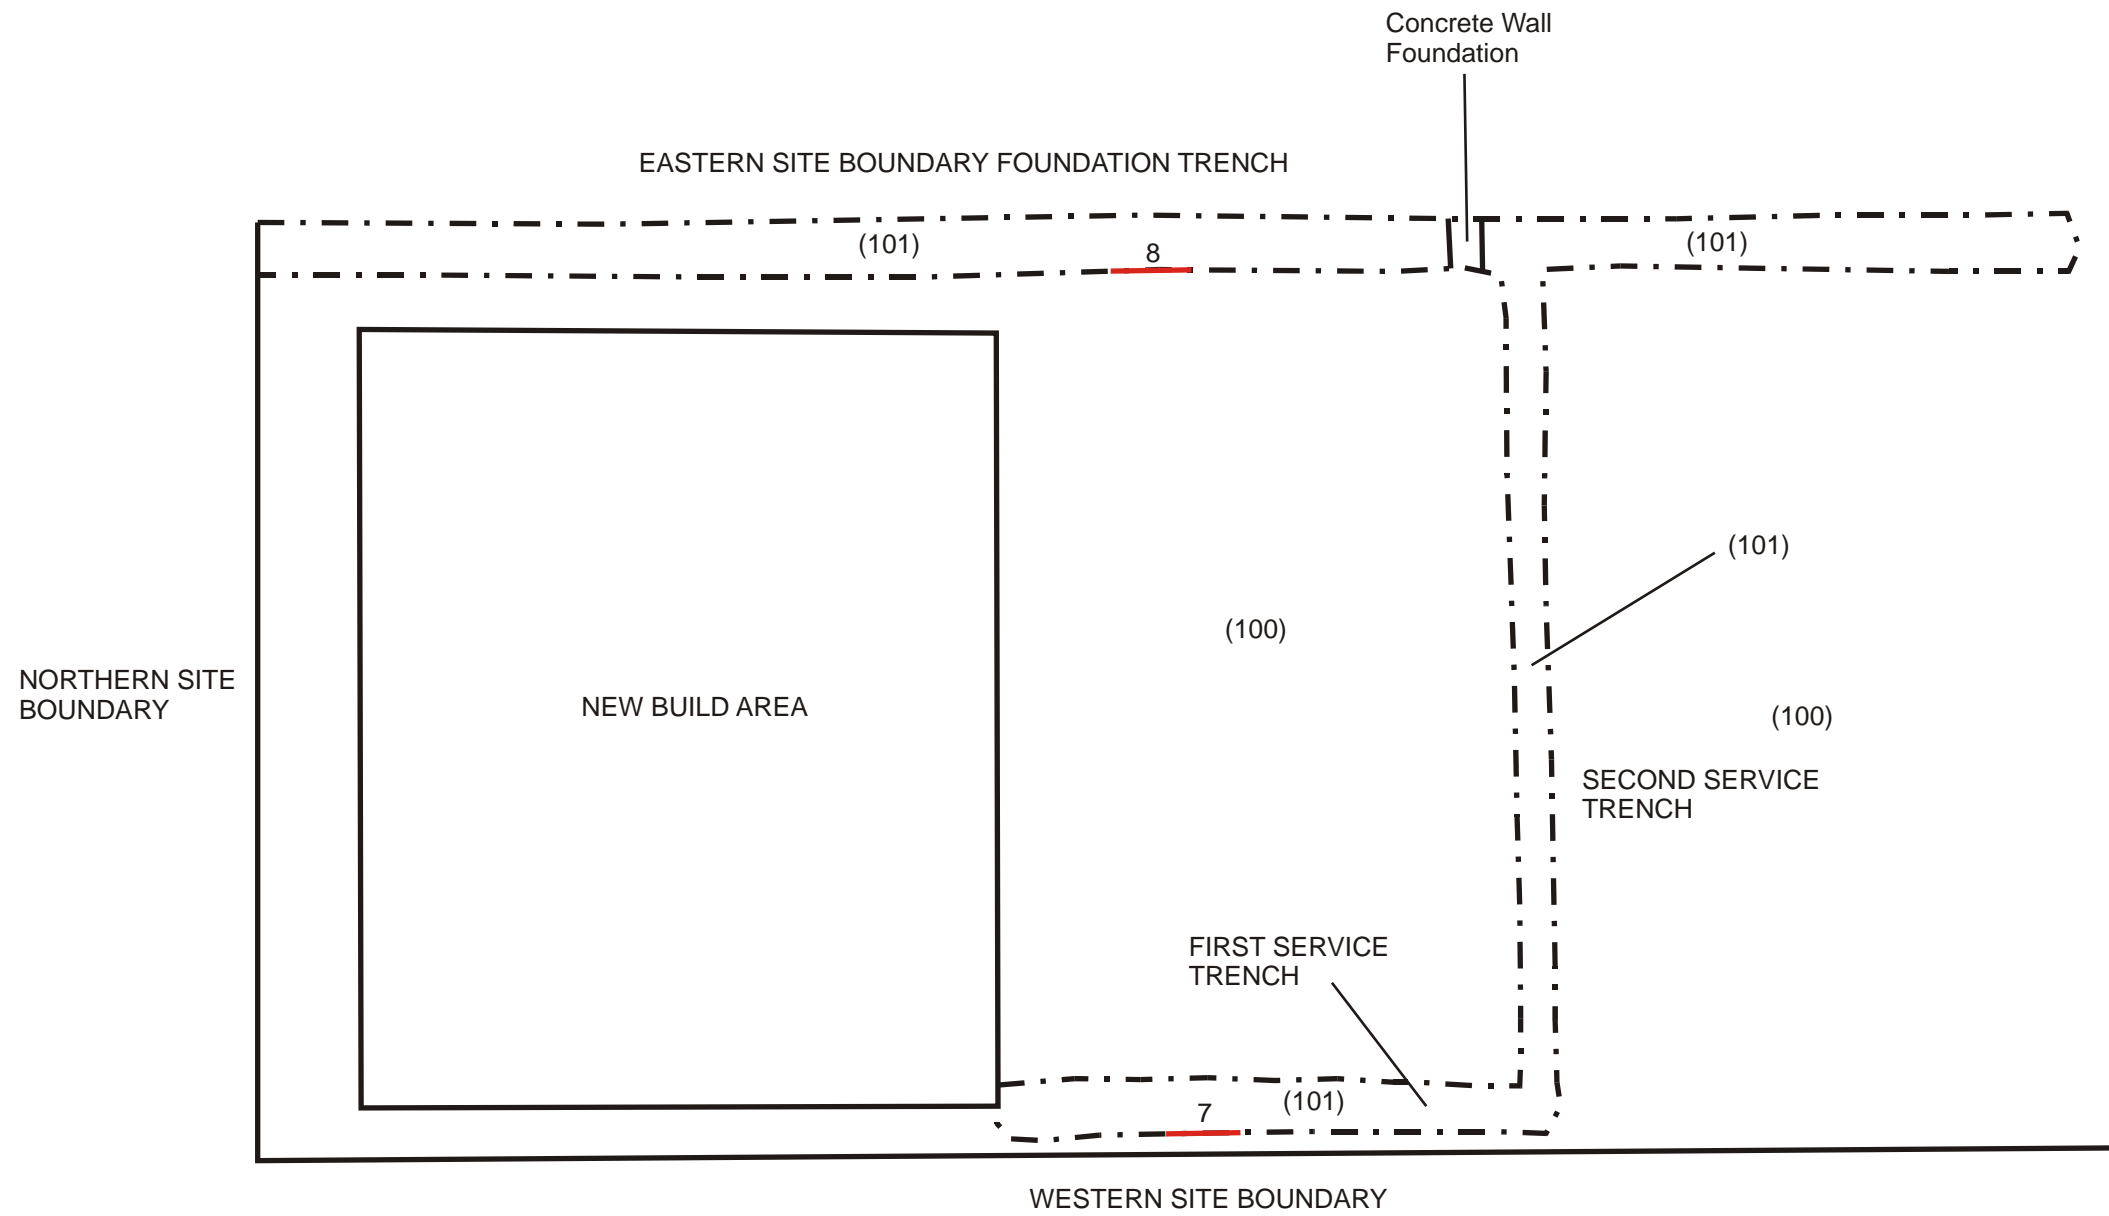 Concrete Wall
Foundation
EASTERN SITE BOUNDARY FOUNDATION TRENCH
(101)
8
(101)
(101)
(100)
NORTHERN SITE
BOUNDARY
NEW BUILD AREA
(100)
SECOND SERVICE
TRENCH
FIRST SERVICE
TRENCH
7
(101)
WESTERN SITE BOUNDARY